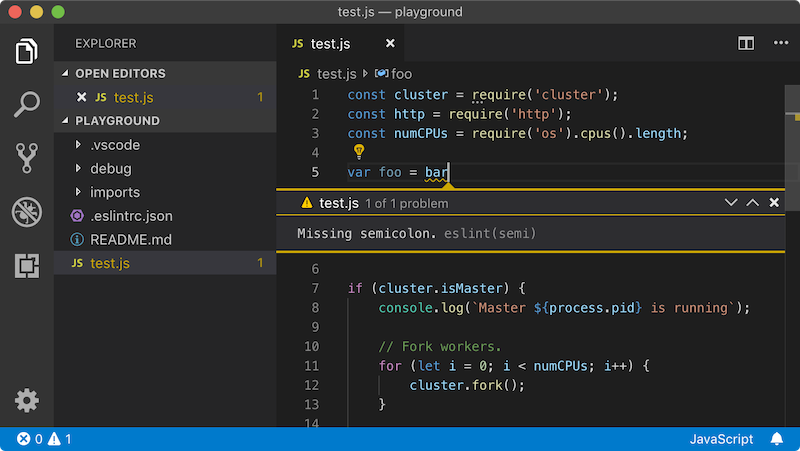 test.js — playground
EXPLORER
OPEN EDITORS
JS test.js 1
PLAYGROUND
.vscode
debug
imports
.eslintrc.json
README.md
JS test.js 1
JS test.js
JS test.js foo
1 const cluster = require('cluster');
2 const http = require('http');
3 const numCPUs = require('os').cpus().length;
4
5 var foo = bar
test.js 1 of 1 problem
Missing semicolon. eslint(semi)
6
7 if (cluster.isMaster) {
8 console.log(`Master ${process.pid} is running`);
9
10 // Fork workers.
11 for (let i = 0; i < numCPUs; i++) {
12 cluster.fork();
13 }
14
0 1 JavaScript